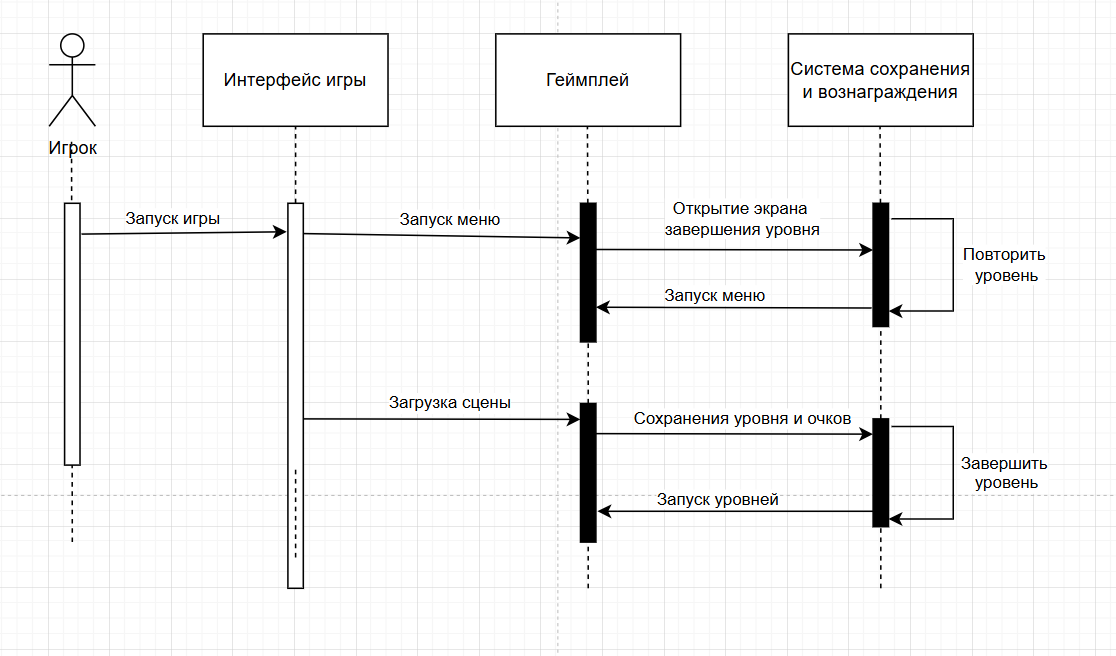 Игрок
Интерфейс игры
Геймплей
Система сохранения
и вознаграждения
Запуск игры
Запуск меню
Открытие экрана
завершения уровня
Повторить
уровень
Запуск меню
Загрузка сцены
Сохранения уровня и очков
Завершить
уровень
Запуск уровней